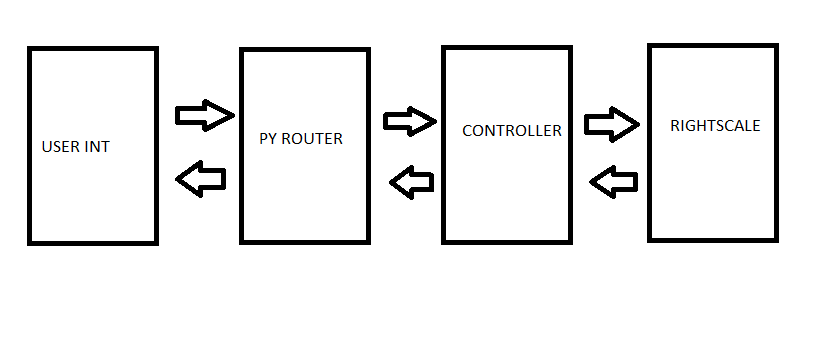 USER INT
PY ROUTER
CONTROLLER
RIGHTSCALE